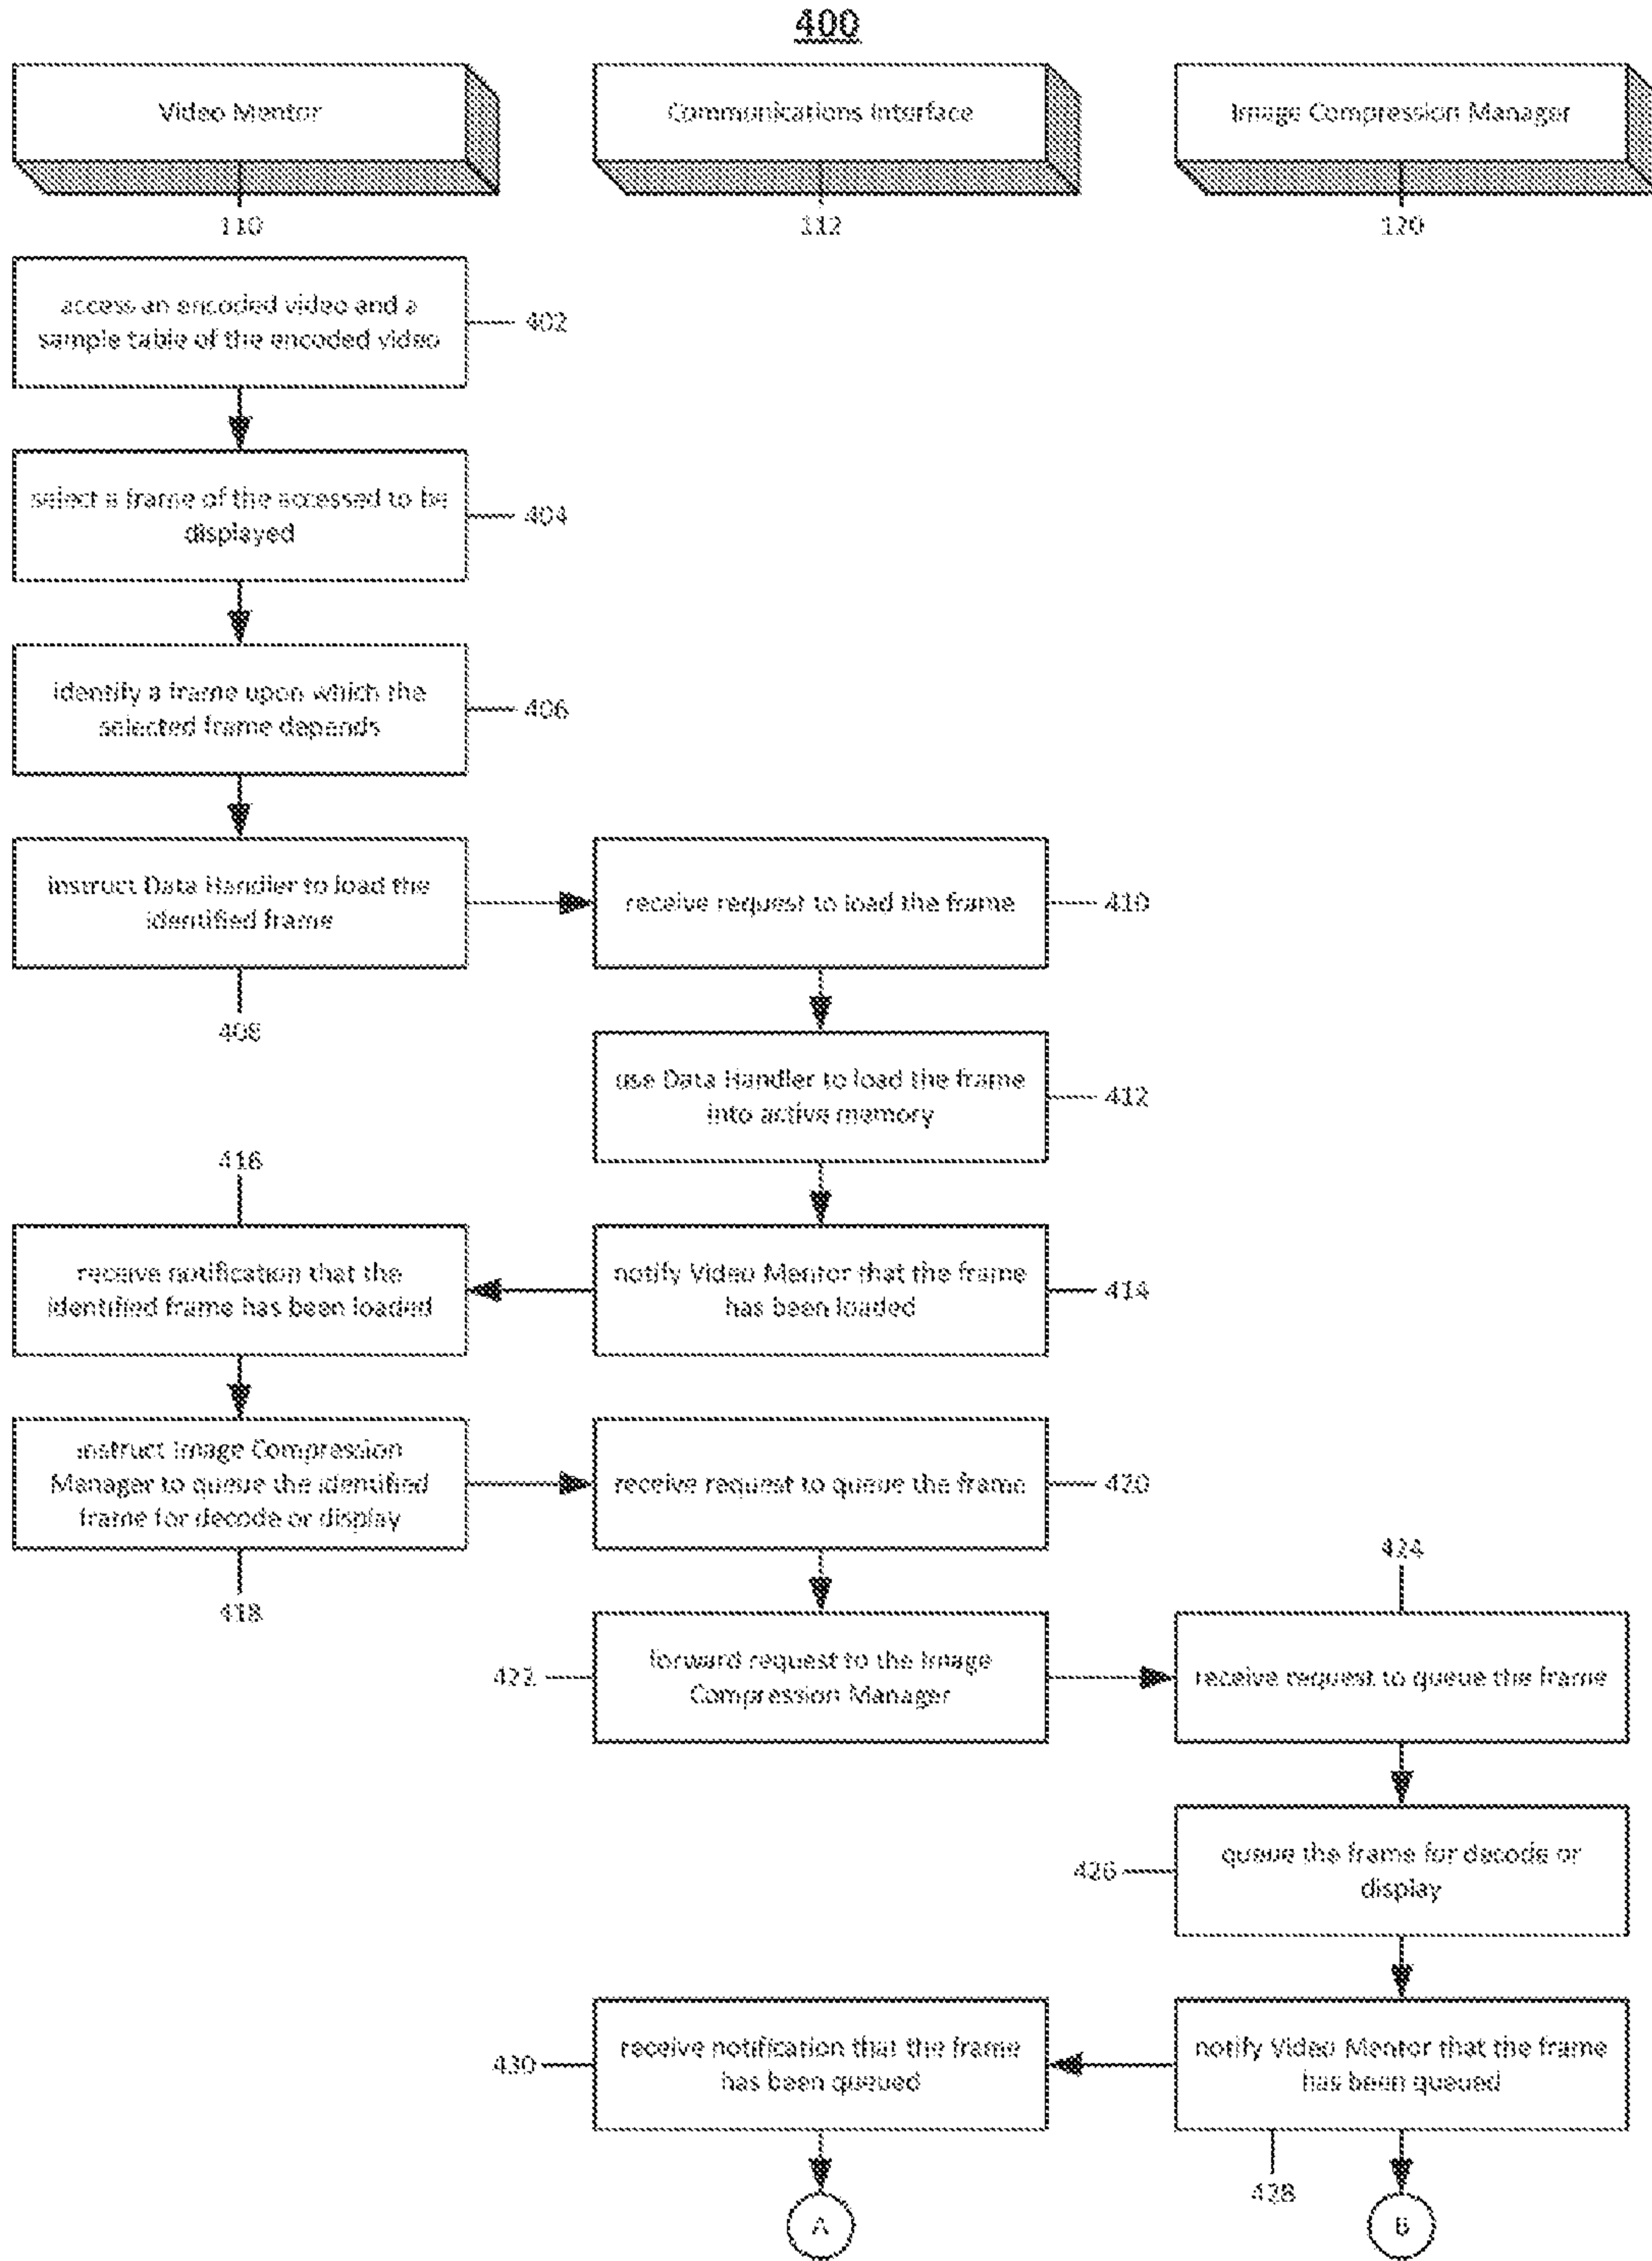 400
Video Mentor
Communications Interface
Image Compression Manager
110
112
120
access an encoded video and a
sample table of the encoded video
402
select a frame of the accessed to be
displayed
404
identify a frame upon which the
selected frame depends
406
instruct Data Handler to load the
identified frame
408
receive request to load the frame
410
use Data Handler to load the frame
into active memory
412
416
receive notification that the
identified frame has been loaded
notify Video Mentor that the frame
has been loaded
414
instruct Image Compression
Manager to queue the identified
frame for decode or display
418
receive request to queue the frame
420
422
forward request to the Image
Compression Manager
424
receive request to queue the frame
426
queue the frame for decode or
display
430
receive notification that the frame
has been queued
notify Video Mentor that the frame
has been queued
428
A
B